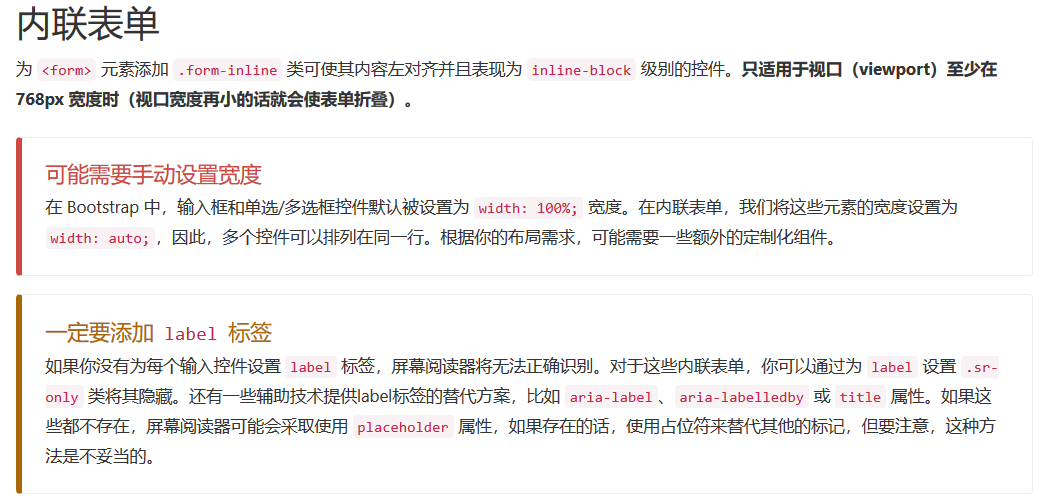 内联表单
为 <form> 元素添加 .form-inline 类可使其内容左对齐并且表现为 inline-block 级别的控件。只适用于视口（viewport）至少在
768px 宽度时（视口宽度再小的话就会使表单折叠）。
可能需要手动设置宽度
在 Bootstrap 中，输入框和单选/多选框控件默认被设置为 width: 100%; 宽度。在内联表单，我们将这些元素的宽度设置为
width: auto;，因此，多个控件可以排列在同一行。根据你的布局需求，可能需要一些额外的定制化组件。
一定要添加 label 标签
如果你没有为每个输入控件设置 label 标签，屏幕阅读器将无法正确识别。对于这些内联表单，你可以通过为 label 设置 .sr-
only 类将其隐藏。还有一些辅助技术提供label标签的替代方案，比如 aria-label、aria-labelledby 或 title 属性。如果这
些都不存在，屏幕阅读器可能会采取使用 placeholder 属性，如果存在的话，使用占位符来替代其他的标记，但要注意，这种方
法是不妥当的。